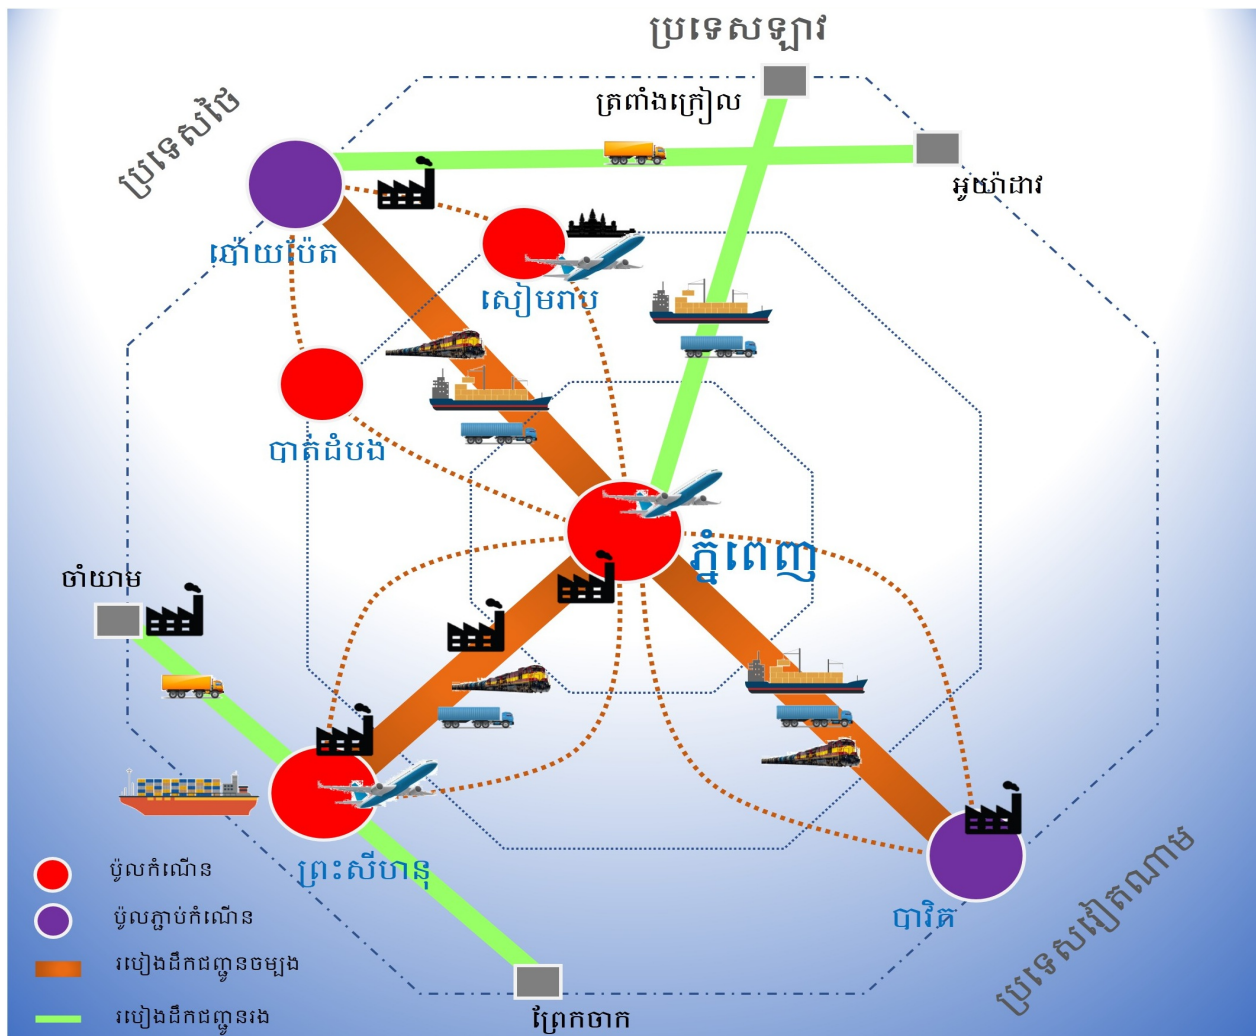 ប្រទេសឡាវ
ត្រពាំងក្រៀល
ប្រទេសថៃ
អូយ៉ាដាវ
ប៉ោយប៉ែត
សៀមរាប
បាត់ដំបង
ភ្នំពេញ
ចាំយាម
ព្រះសីហនុ
បាវិត
ប្រទេសវៀតណាម
ព្រែកចាក
ប៉ូលកំណើន
ប៉ូលភ្ជាប់កំណើន
របៀងដឹកជញ្ជូនចម្បង
របៀងដឹកជញ្ជូនរង